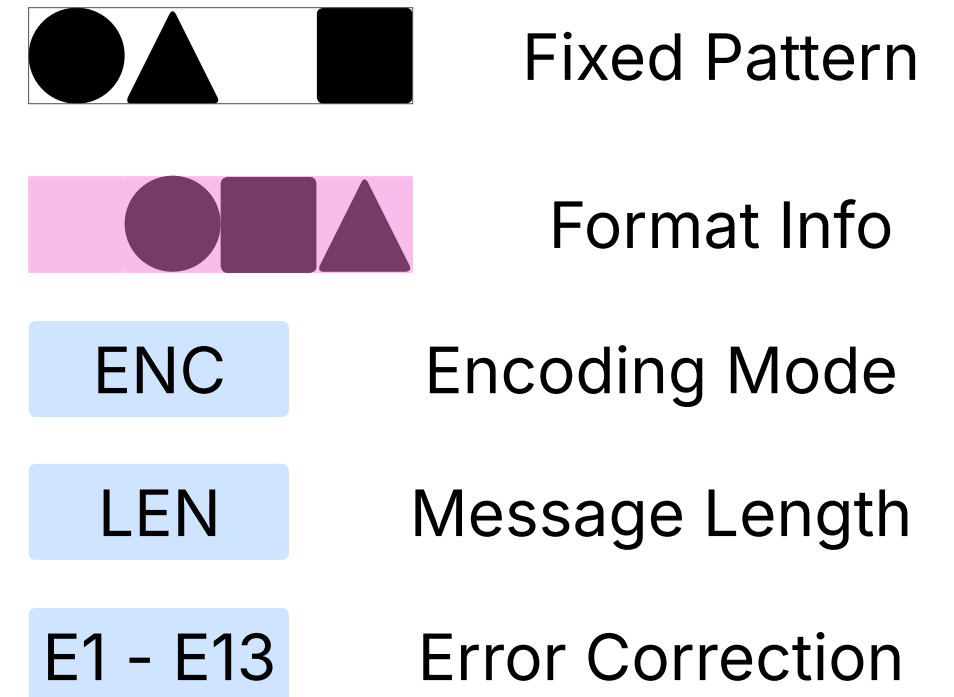 Fixed Pattern
Format Info
ENC Encoding Mode
LEN Message Length
E1 - E13 Error Correction